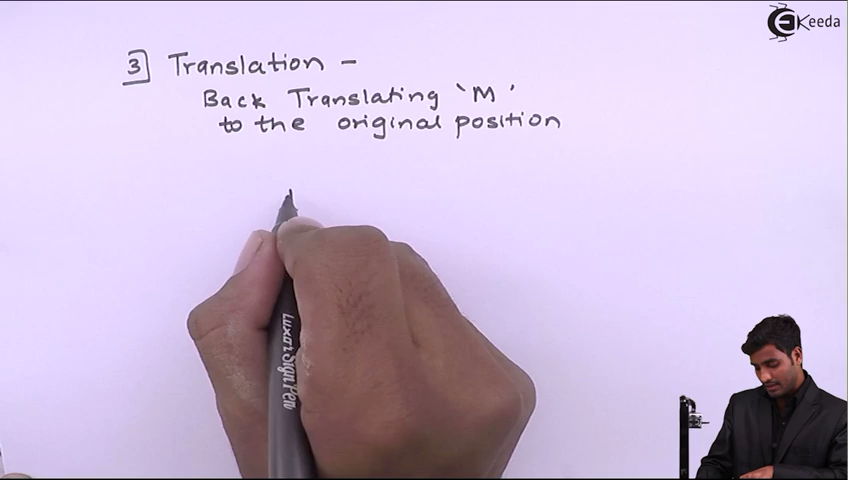 3 Translation -
Back Translating 'M'
to the original position
Luxor Sign Pen
Ekeeda